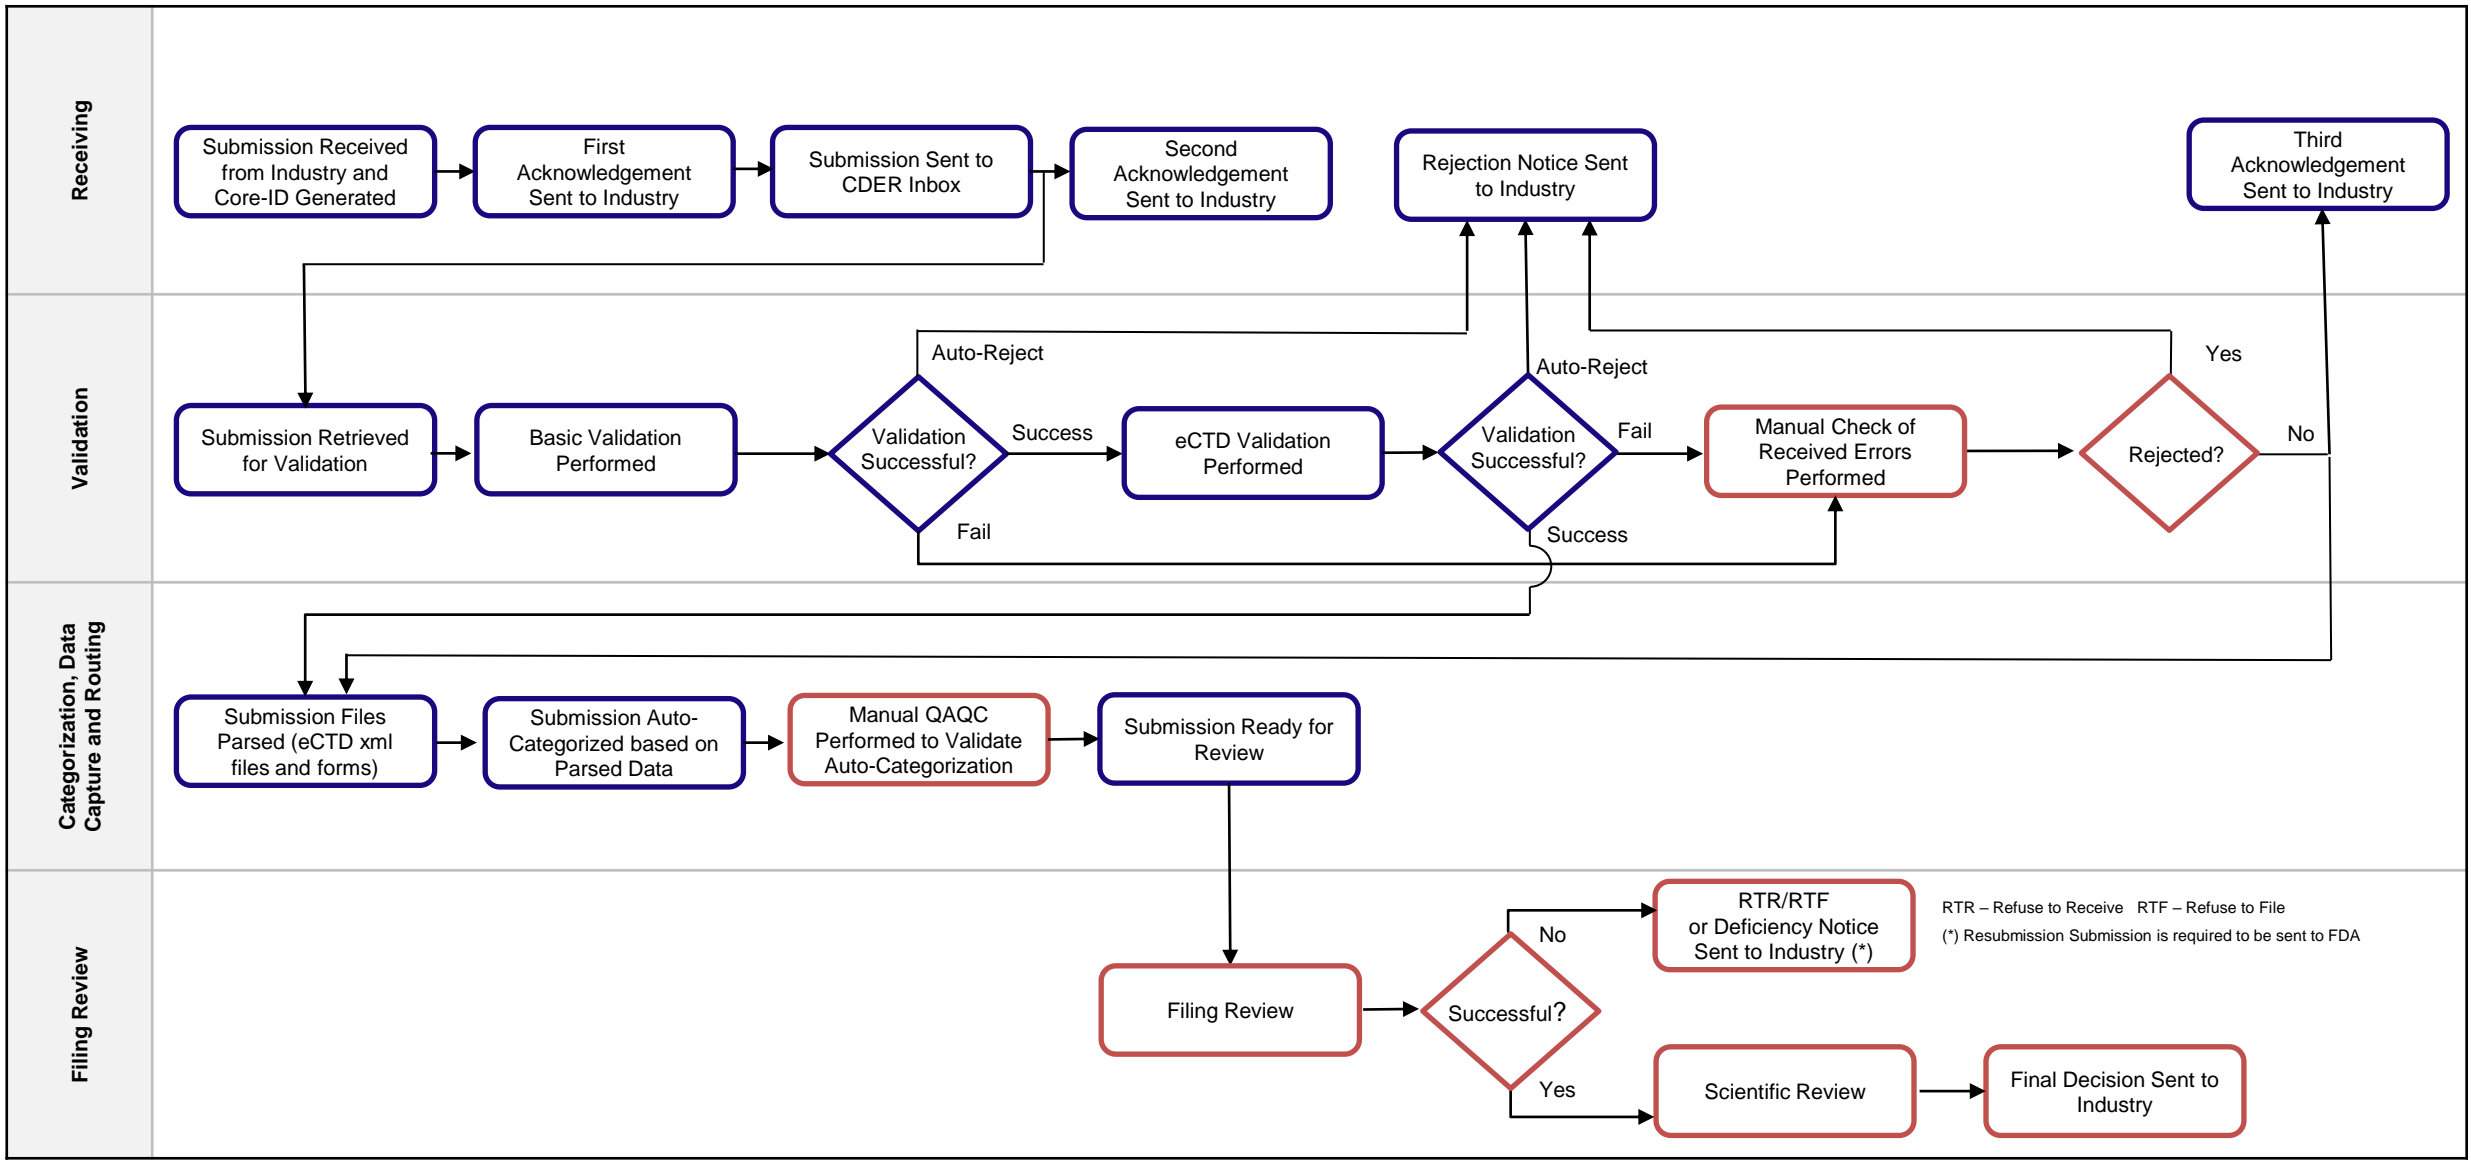 Receiving
Submission Received
from Industry and
Core-ID Generated
First
Acknowledgement
Sent to Industry
Submission Sent to
CDER Inbox
Second
Acknowledgement
Sent to Industry
Rejection Notice Sent
to Industry
Third
Acknowledgement
Sent to Industry
Validation
Submission Retrieved
for Validation
Basic Validation
Performed
Auto-Reject
Validation
Successful?
Success
Fail
eCTD Validation
Performed
Auto-Reject
Validation
Successful?
Fail
Success
Manual Check of
Received Errors
Performed
Yes
Rejected?
No
Categorization, Data
Capture and Routing
Submission Files
Parsed (eCTD xml
files and forms)
Submission Auto-
Categorized based on
Parsed Data
Manual QAQC
Performed to Validate
Auto-Categorization
Submission Ready for
Review
Filing Review
Filing Review
Successful?
No
RTR/RTF
or Deficiency Notice
Sent to Industry (*)
RTR – Refuse to Receive RTF – Refuse to File
(*) Resubmission Submission is required to be sent to FDA
Yes
Scientific Review
Final Decision Sent to
Industry